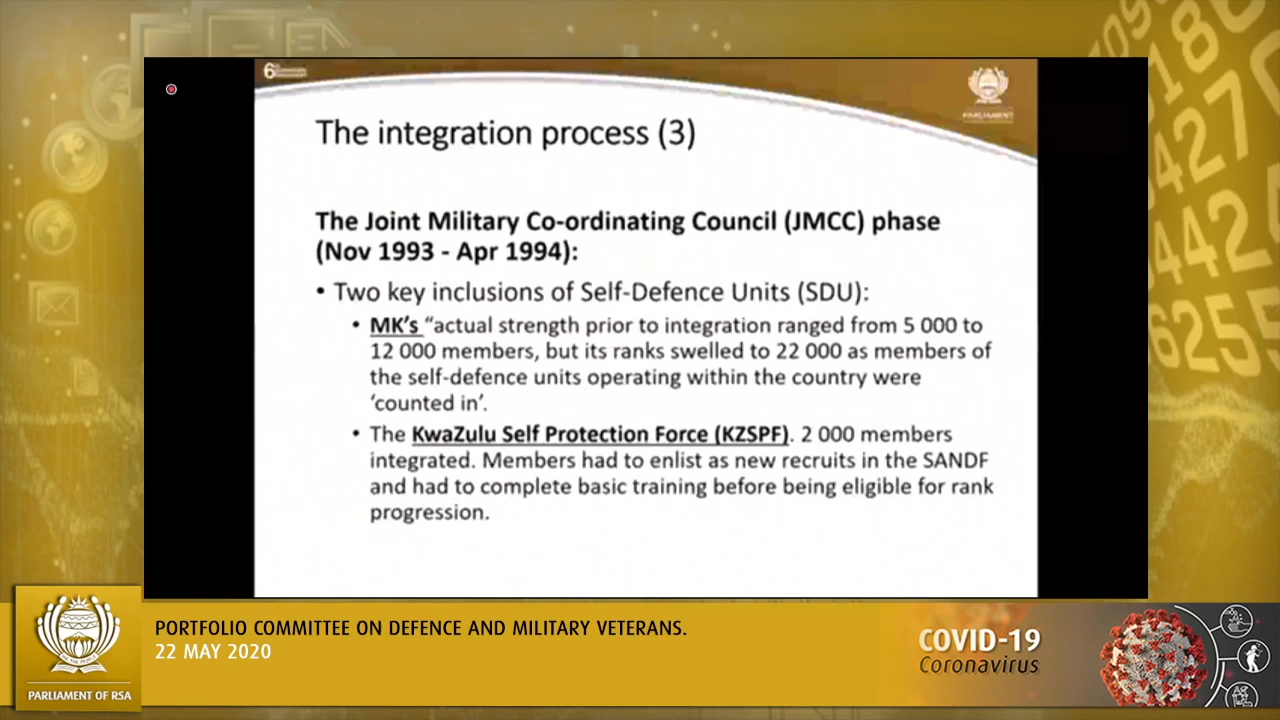 6
PARLIAMENT
The integration process (3)
The Joint Military Co-ordinating Council (JMCC) phase
(Nov 1993 - Apr 1994):
• Two key inclusions of Self-Defence Units (SDU):
• MK's “actual strength prior to integration ranged from 5 000 to
12 000 members, but its ranks swelled to 22 000 as members of
the self-defence units operating within the country were
‘counted in’.
• The KwaZulu Self Protection Force (KZSPF). 2 000 members
integrated. Members had to enlist as new recruits in the SANDF
and had to complete basic training before being eligible for rank
progression.
PORTFOLIO COMMITTEE ON DEFENCE AND MILITARY VETERANS.
22 MAY 2020
PARLIAMENT OF RSA
COVID-19
Coronavirus